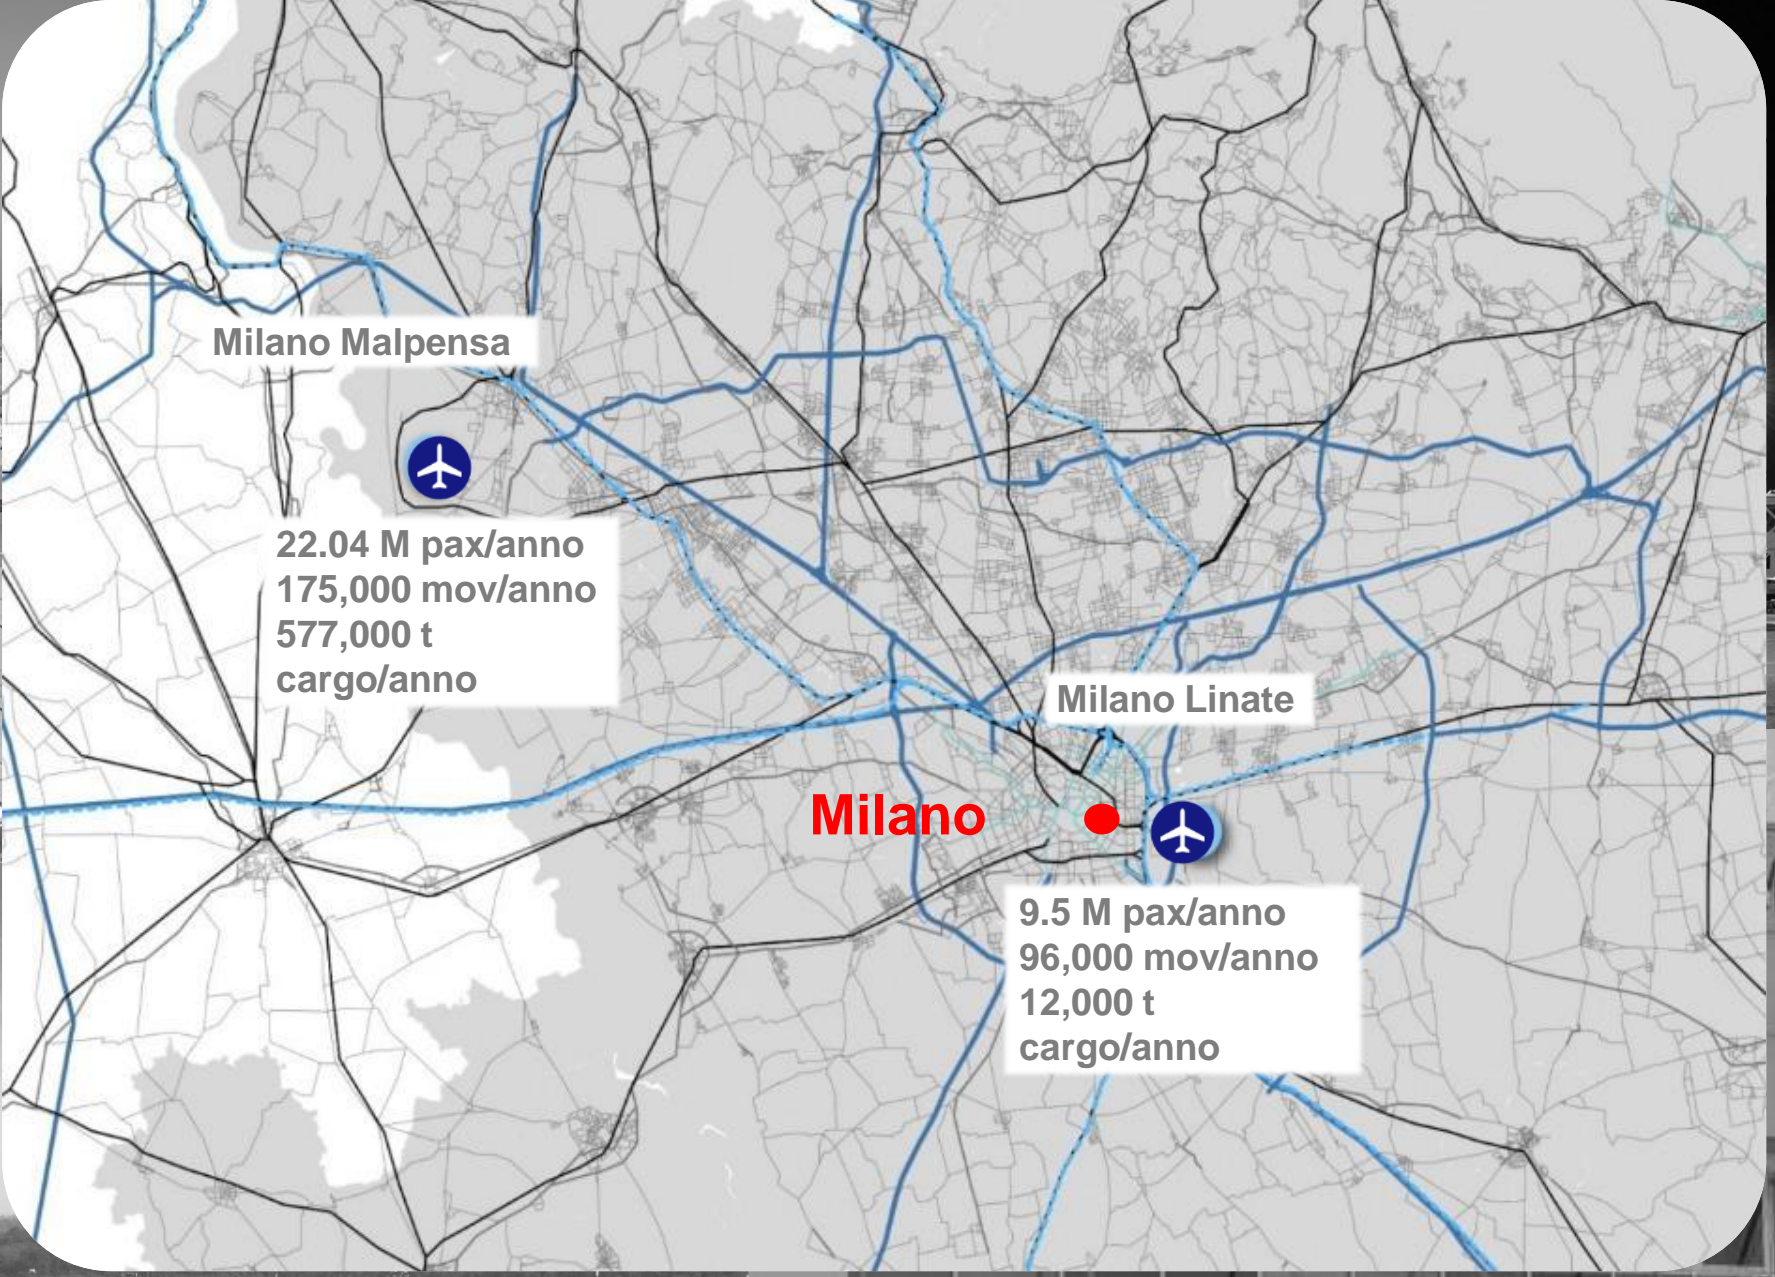 Milano Malpensa
22.04 M pax/anno
175,000 mov/anno
577,000 t
cargo/anno
Milano Linate
Milano
9.5 M pax/anno
96,000 mov/anno
12,000 t
cargo/anno